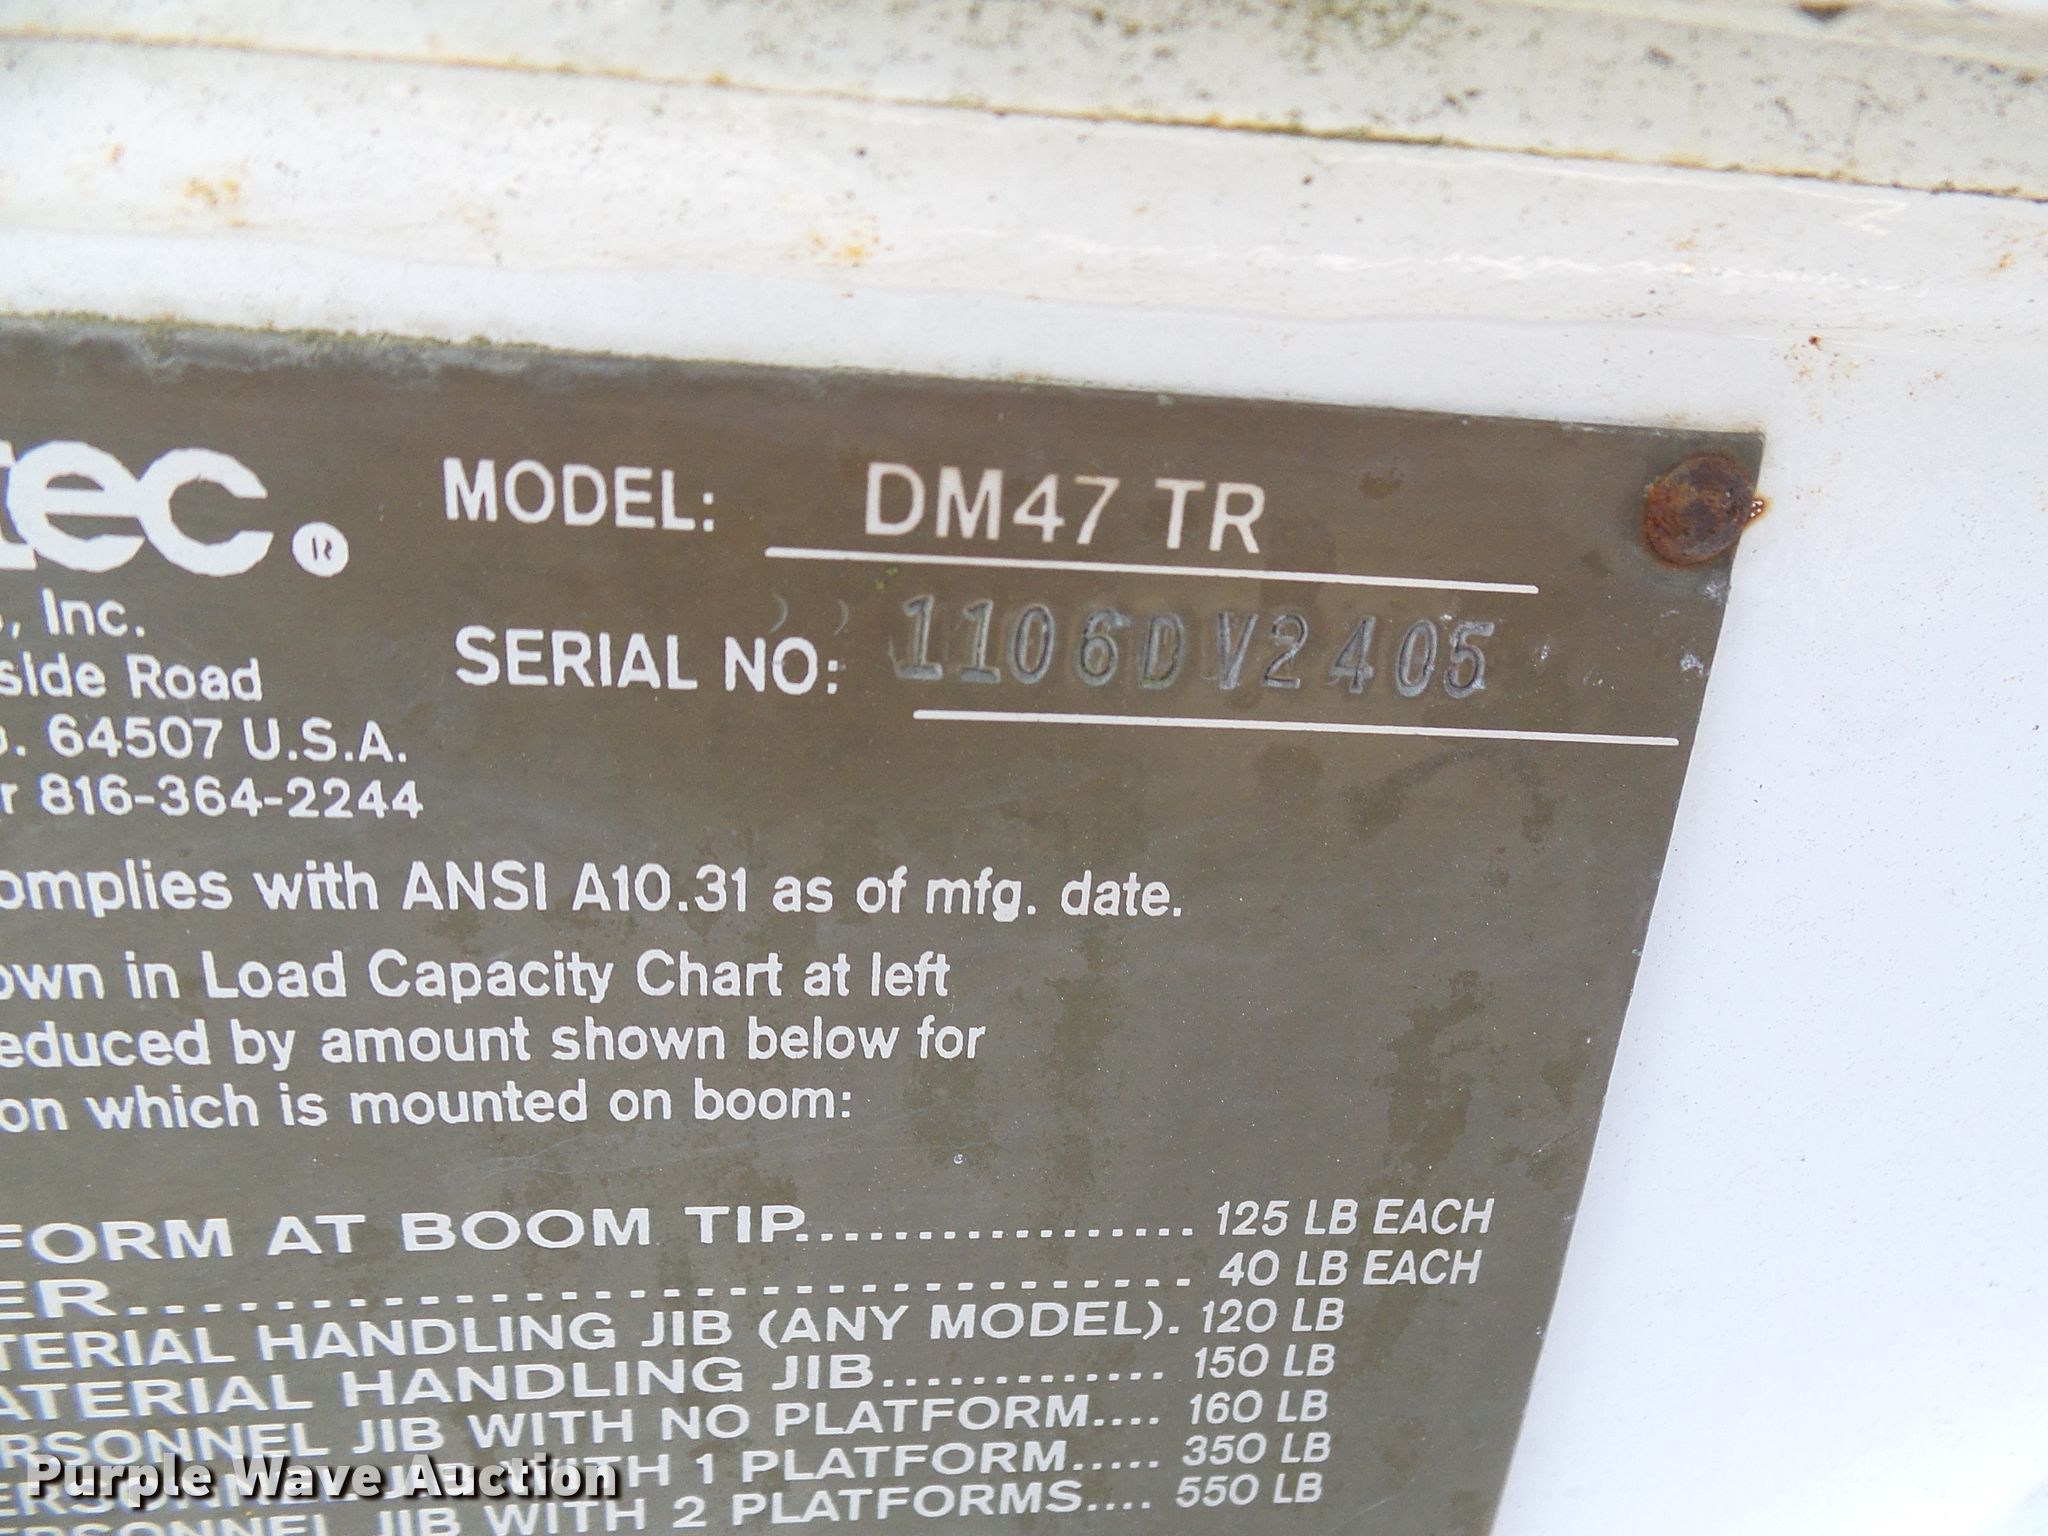 tec.®
MODEL: DM47 TR
SERIAL NO: 1106DV2405
, Inc.
side Road
. 64507 U.S.A.
r 816-364-2244
omplies with ANSI A10.31 as of mfg. date.
own in Load Capacity Chart at left
educed by amount shown below for
on which is mounted on boom:
FORM AT BOOM TIP................. 125 LB EACH
ER................................. 40 LB EACH
TERIAL HANDLING JIB (ANY MODEL). 120 LB
ATERIAL HANDLING JIB............. 150 LB
RSONNEL JIB WITH NO PLATFORM.... 160 LB
ERSONNEL JIB WITH 1 PLATFORM..... 350 LB
ERSONNEL JIB WITH 2 PLATFORMS.... 550 LB
Purple Wave Auction